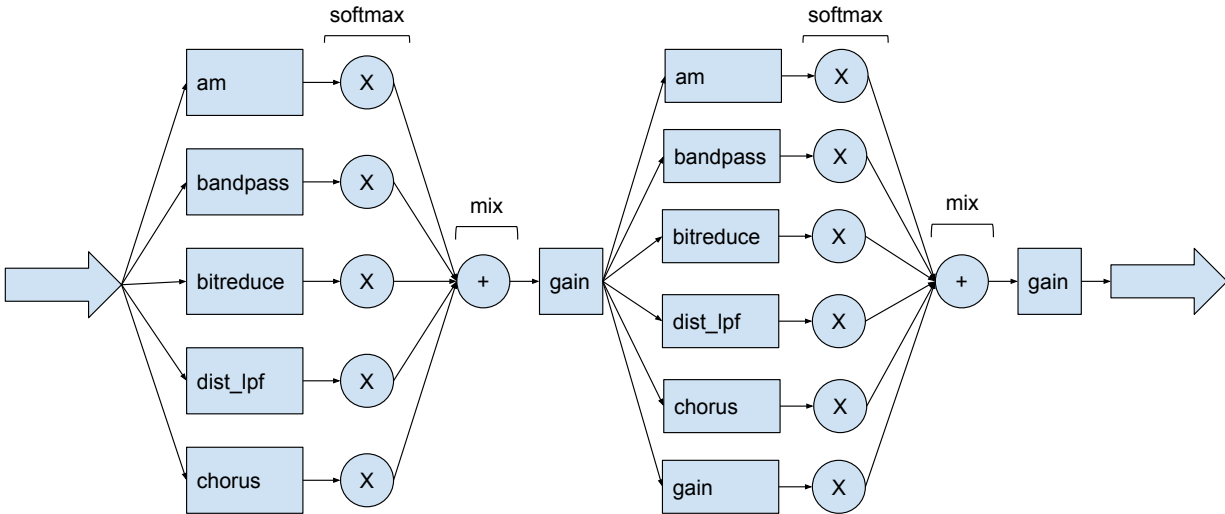 softmax
am
X
bandpass
X
bitreduce
X
dist_lpf
X
chorus
X
mix
+
gain
softmax
am
X
bandpass
X
bitreduce
X
dist_lpf
X
chorus
X
gain
X
mix
+
gain